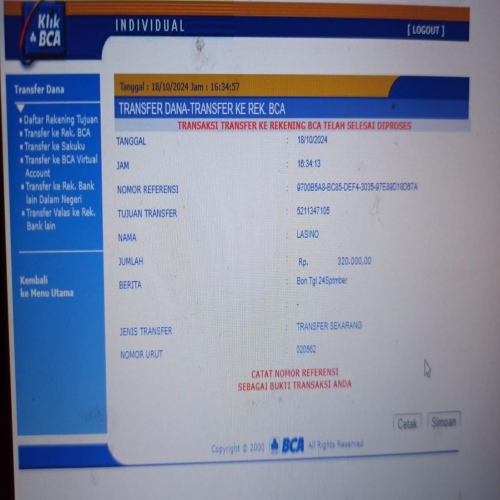 Klik
BCA
INDIVIDUAL
[ LOGOUT ]
Transfer Dana
Daftar Rekening Tujuan
Transfer ke Rek. BCA
Transfer ke Sakuku
Transfer ke BCA Virtual
Account
Transfer ke Rek. Bank
lain Dalam Negeri
Transfer Valas ke Rek.
Bank lain
Kembali
ke Menu Utama
Tanggal : 18/10/2024 Jam : 16:34:57
TRANSFER DANA-TRANSFER KE REK. BCA
TRANSAKSI TRANSFER KE REKENING BCA TELAH SELESAI DIPROSES
TANGGAL : 18/10/2024
JAM : 16:34:13
NOMOR REFERENSI :
TUJUAN TRANSFER : 5211347105
NAMA : LASINO
JUMLAH : Rp. 320.000,00
BERITA : Bon Tgl 24Sptmber
: -
JENIS TRANSFER : TRANSFER SEKARANG
NOMOR URUT : 020562
CATAT NOMOR REFERENSI
SEBAGAI BUKTI TRANSAKSI ANDA
Cetak Simpan
Copyright © 2000 BCA All Rights Reserved